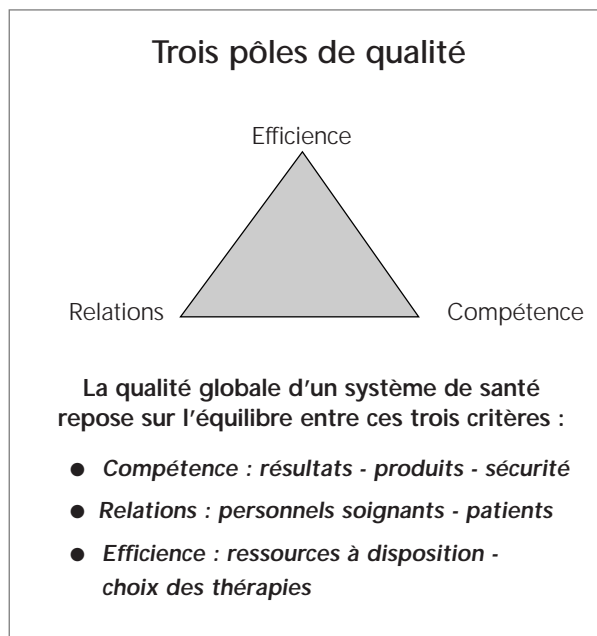 Trois pôles de qualité
Efficience
Relations
Compétence
La qualité globale d'un système de santé
repose sur l'équilibre entre ces trois critères :
● Compétence : résultats - produits - sécurité
● Relations : personnels soignants - patients
● Efficience : ressources à disposition -
choix des thérapies